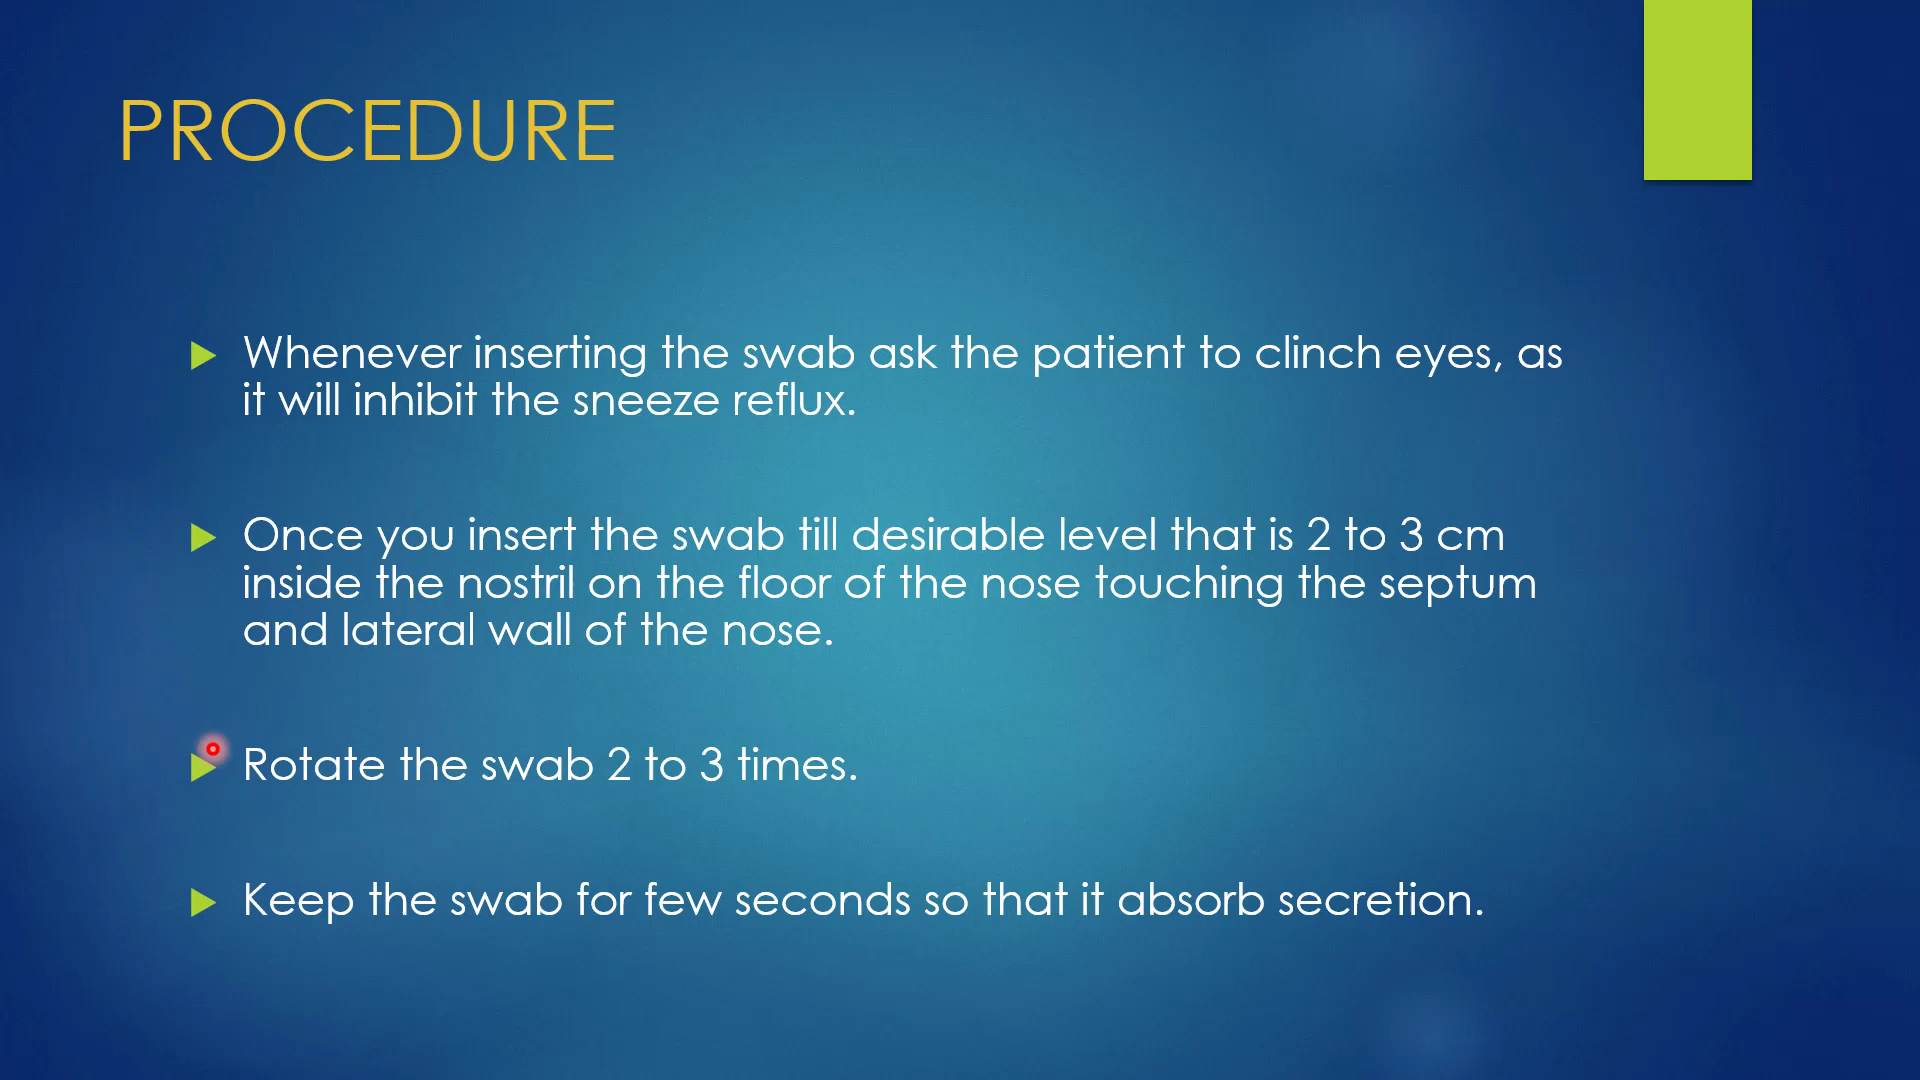 PROCEDURE
Whenever inserting the swab ask the patient to clinch eyes, as
it will inhibit the sneeze reflux.
Once you insert the swab till desirable level that is 2 to 3 cm
inside the nostril on the floor of the nose touching the septum
and lateral wall of the nose.
Rotate the swab 2 to 3 times.
Keep the swab for few seconds so that it absorb secretion.